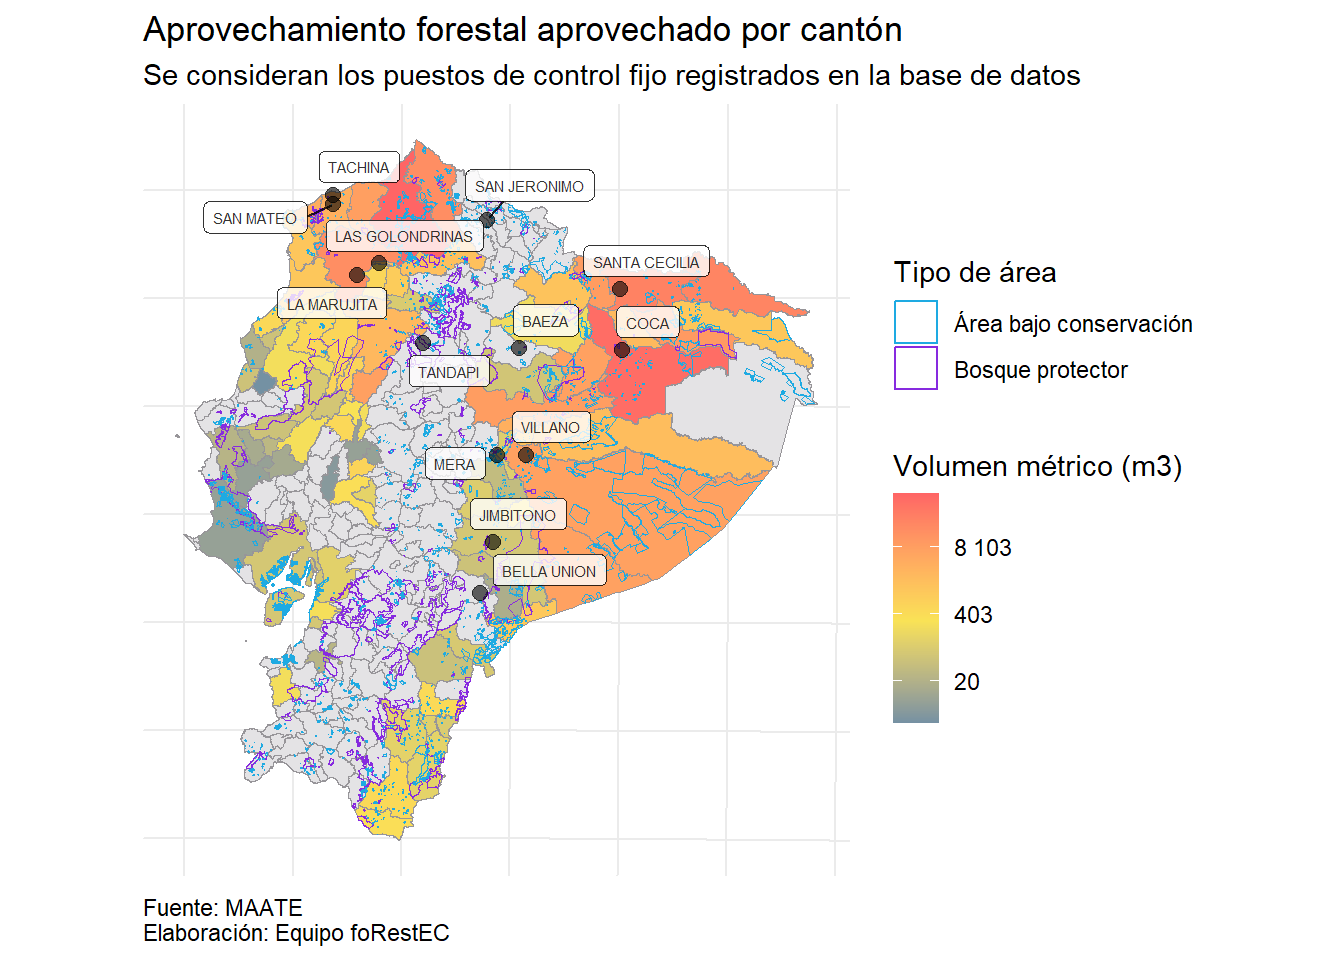 Aprovechamiento forestal aprovechado por cantón
Se consideran los puestos de control fijo registrados en la base de datos
TACHINA
SAN JERONIMO
SAN MATEO
LAS GOLONDRINAS
SANTA CECILIA
LA MARUJITA
BAEZA
COCA
TANDAPI
VILLANO
MERA
JIMBITONO
BELLA UNION
Tipo de área
Área bajo conservación
Bosque protector
Volumen métrico (m3)
8 103
403
20
Fuente: MAATE
Elaboración: Equipo foRestEC